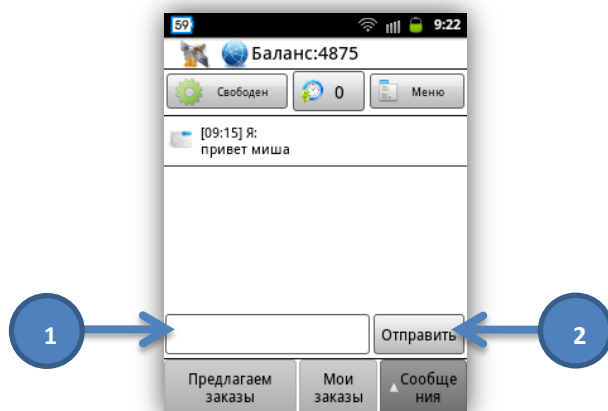 59 9:22
Баланс:4875
Свободен 0 Меню
[09:15] Я:
привет миша
1 Отправить 2
Предлагаем заказы Мои заказы Сообще ния